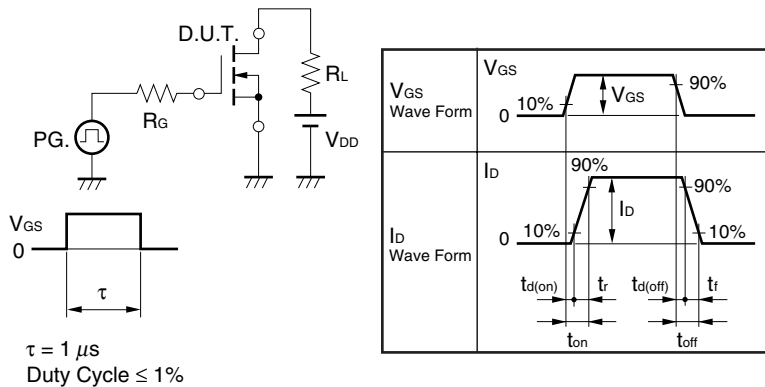 D.U.T.
RL
RG
PG.
VDD
VGS
0
τ
τ = 1 μs
Duty Cycle ≤ 1%
VGS
Wave Form
VGS
10%
VGS
90%
0
ID
Wave Form
ID
90%
90%
ID
10%
10%
0
td(on)
tr
td(off)
tf
ton
toff